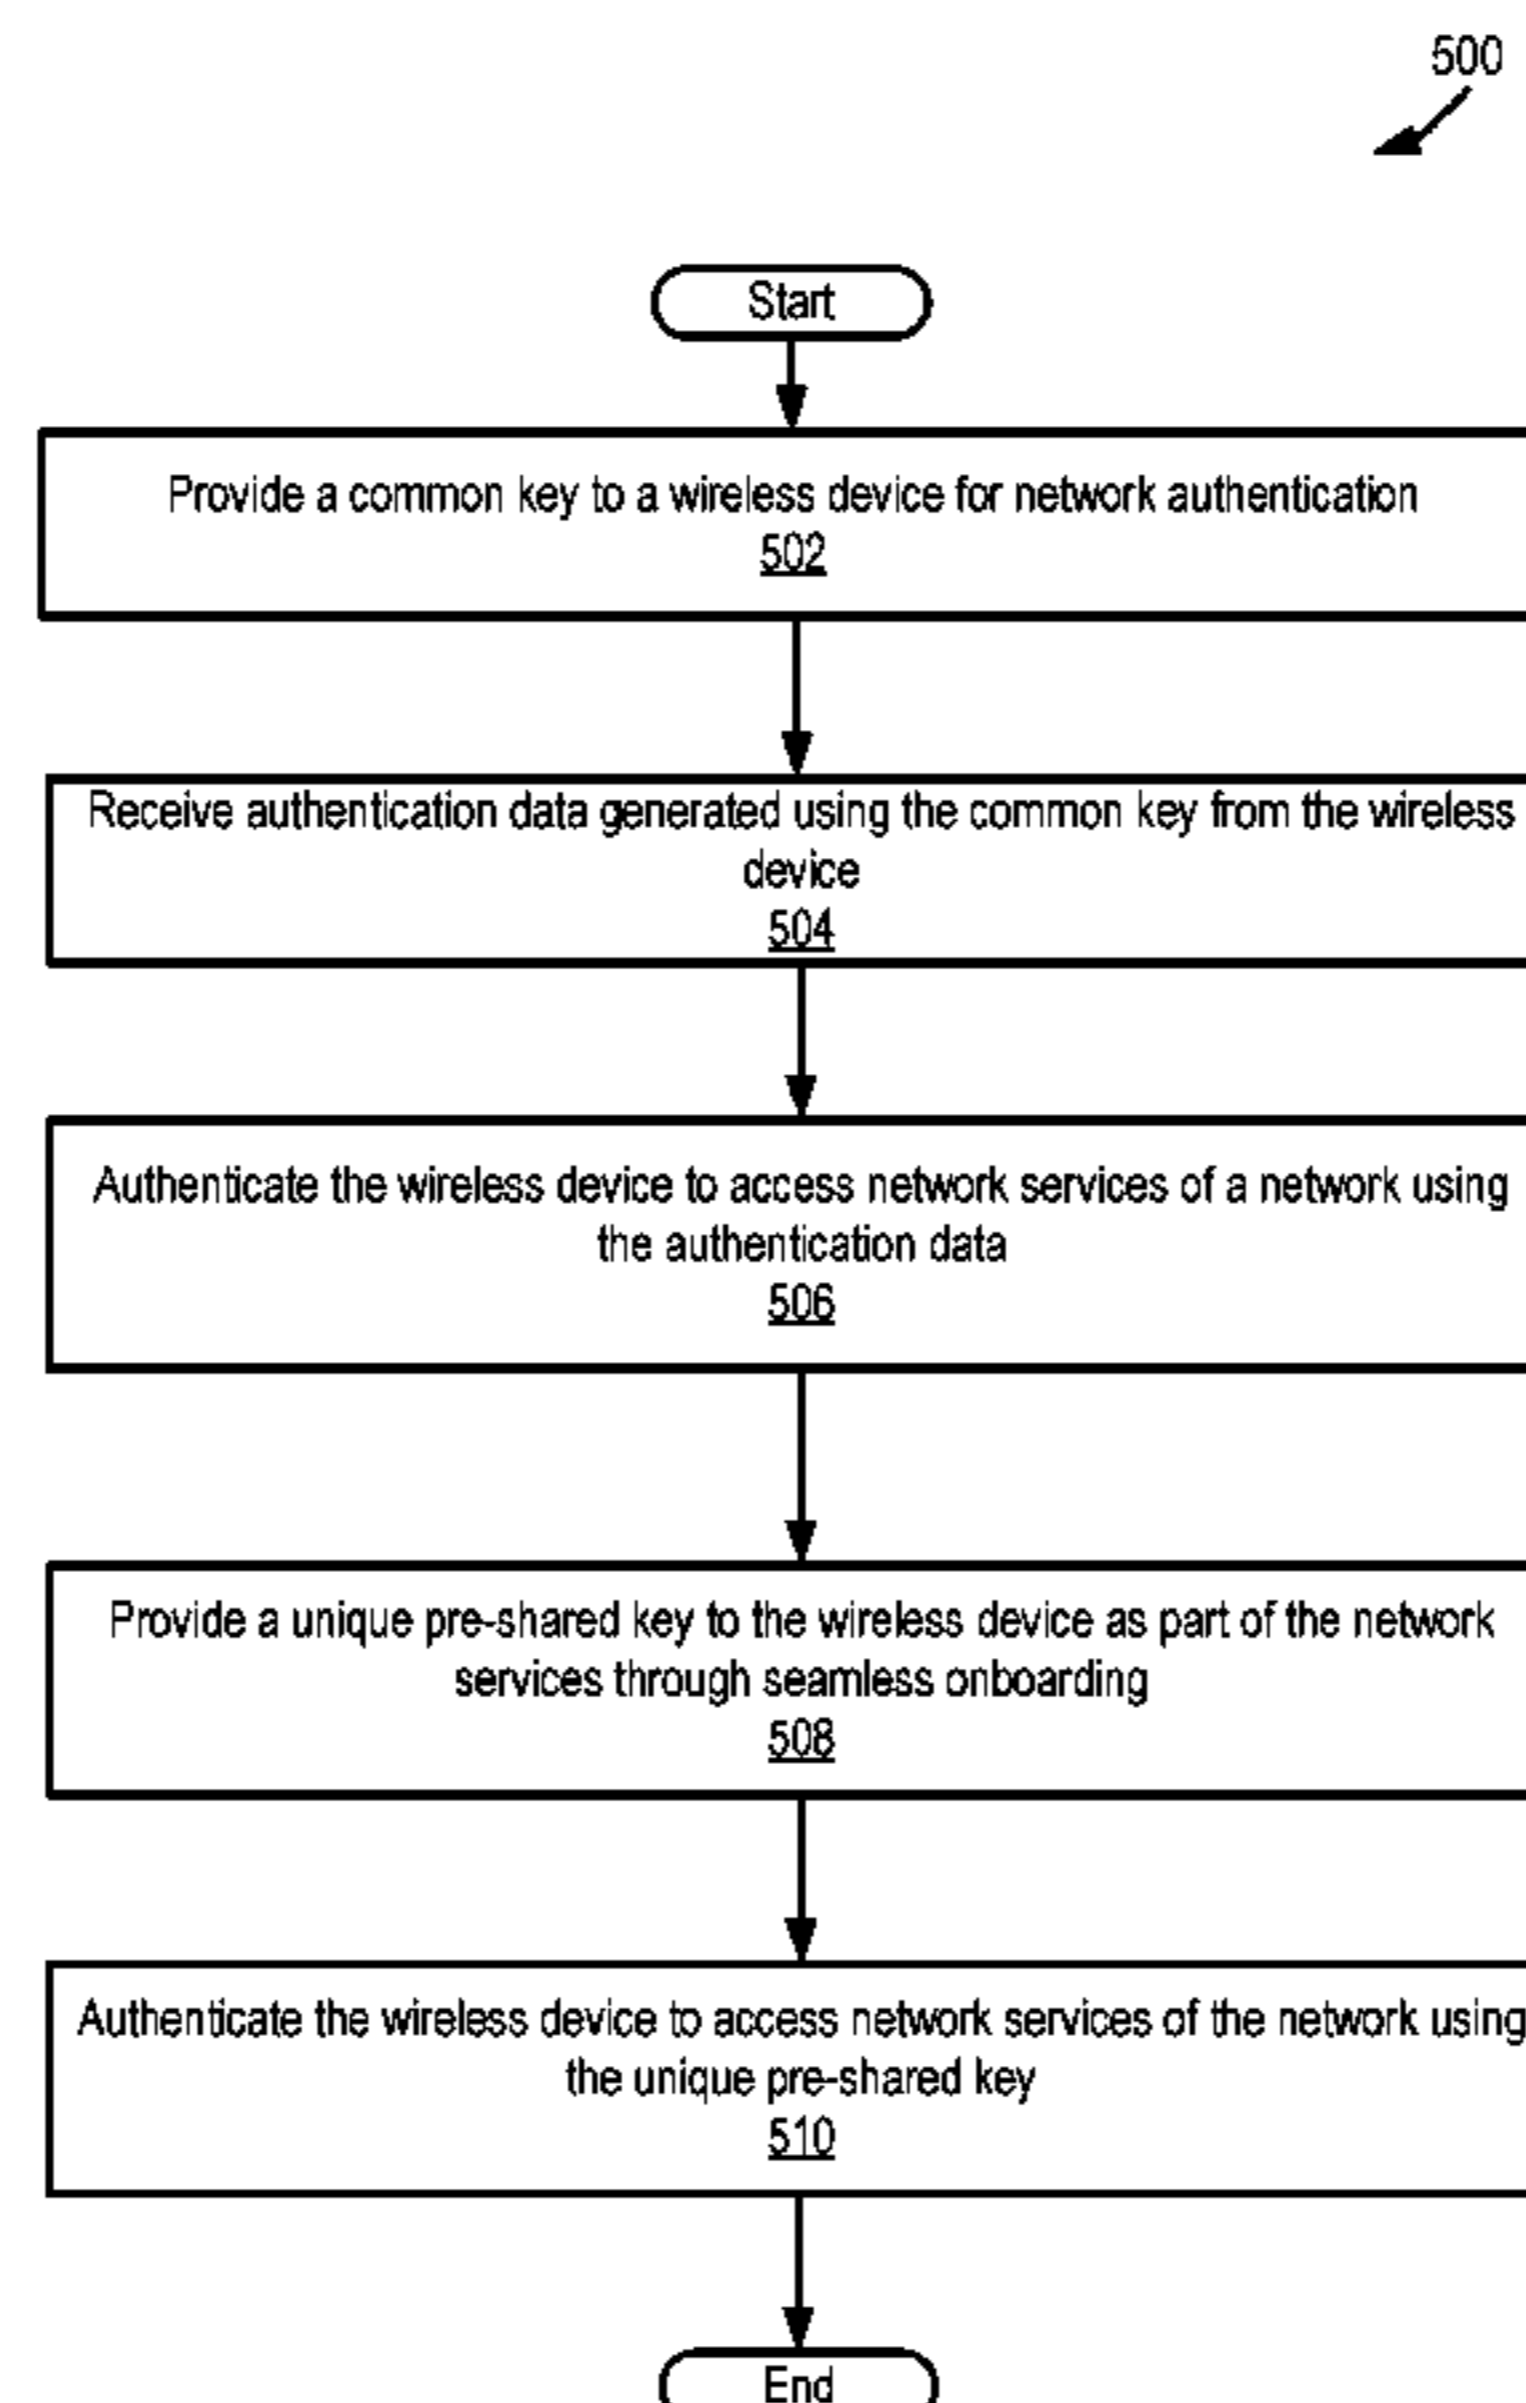 500
Start
Provide a common key to a wireless device for network authentication
502
Receive authentication data generated using the common key from the wireless
device
504
Authenticate the wireless device to access network services of a network using
the authentication data
506
Provide a unique pre-shared key to the wireless device as part of the network
services through seamless onboarding
508
Authenticate the wireless device to access network services of the network using
the unique pre-shared key
510
End